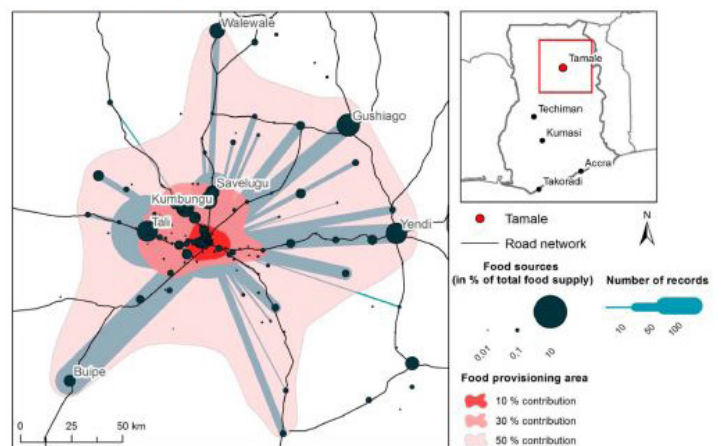 Walewale
Gushiago
Savelugu
Kumbungu
Tali
Yendi
Buipe
0 25 50 km
Tamale
Techiman
Kumasi
Accra
Takoradi
N
Tamale
Road network
Food sources
(in % of total food supply)
0.01 0.1 10
Number of records
10 50 100
Food provisioning area
10 % contribution
30 % contribution
50 % contribution